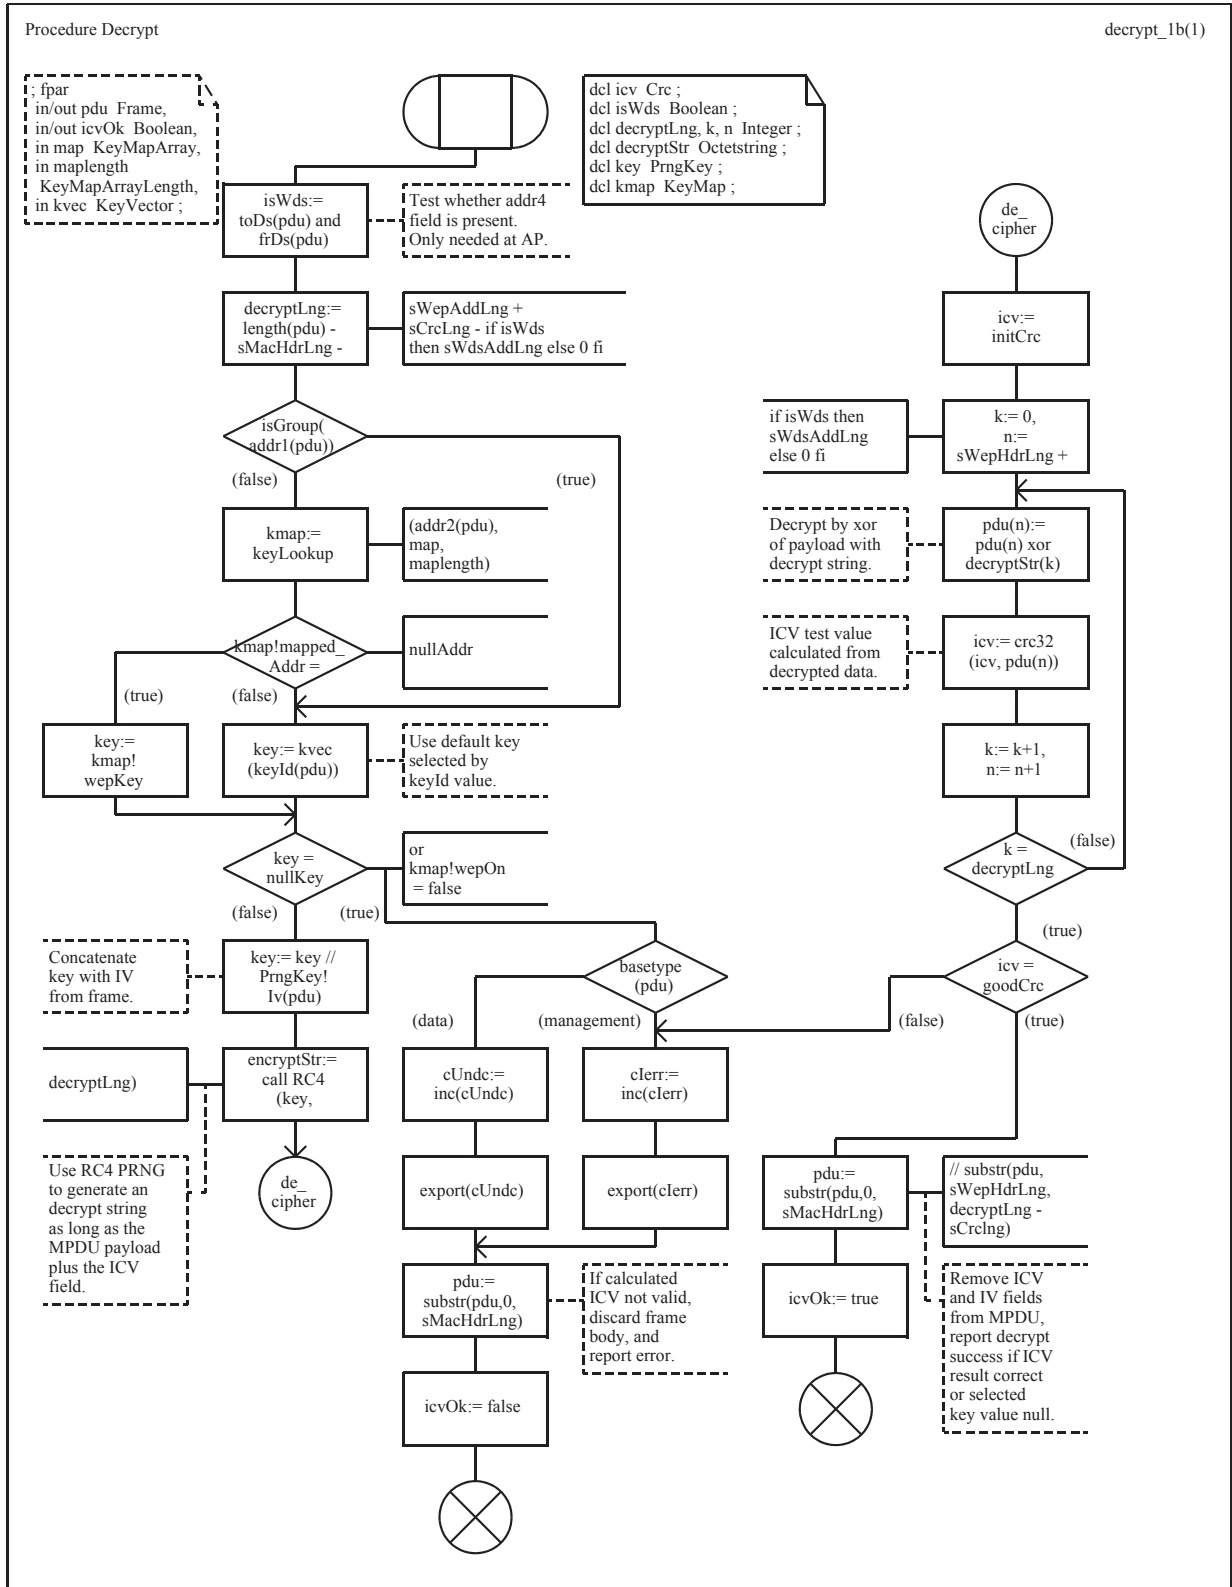 Procedure Decrypt
decrypt_1b(1)
; fpar
in/out pdu Frame,
in/out icvOk Boolean,
in map KeyMapArray,
in maplength
KeyMapArrayLength,
in kvec KeyVector ;
dcl icv Crc ;
dcl isWds Boolean ;
dcl decryptLng, k, n Integer ;
dcl decryptStr Octetstring ;
dcl key PrngKey ;
dcl kmap KeyMap ;
isWds:=
toDs(pdu) and
frDs(pdu)
Test whether addr4
field is present.
Only needed at AP.
decryptLng:=
length(pdu) -
sMacHdrLng -
sWepAddLng +
sCrcLng - if isWds
then sWdsAddLng else 0 fi
isGroup(
addr1(pdu))
(false)
(true)
kmap:=
keyLookup
(addr2(pdu),
map,
maplength)
kmap!mapped_
Addr =
nullAddr
(true)
(false)
key:=
kmap!
wepKey
key:= kvec
(keyId(pdu))
Use default key
selected by
keyId value.
key =
nullKey
or
kmap!wepOn
= false
(false)
(true)
Concatenate
key with IV
from frame.
key:= key //
PrngKey!
Iv(pdu)
encryptStr:=
call RC4
(key,
decryptLng)
Use RC4 PRNG
to generate an
decrypt string
as long as the
MPDU payload
plus the ICV
field.
de_
cipher
basetype
(pdu)
(data)
(management)
cUndc:=
inc(cUndc)
cIerr:=
inc(cIerr)
export(cUndc)
export(cIerr)
pdu:=
substr(pdu,0,
sMacHdrLng)
If calculated
ICV not valid,
discard frame
body, and
report error.
icvOk:= false
de_
cipher
icv:=
initCrc
if isWds then
sWdsAddLng
else 0 fi
k:= 0,
n:=
sWepHdrLng +
Decrypt by xor
of payload with
decrypt string.
pdu(n):=
pdu(n) xor
decryptStr(k)
ICV test value
calculated from
decrypted data.
icv:= crc32
(icv, pdu(n))
k:= k+1,
n:= n+1
k =
decryptLng
(false)
(true)
icv =
goodCrc
(false)
(true)
pdu:=
substr(pdu,0,
sMacHdrLng)
// substr(pdu,
sWepHdrLng,
decryptLng -
sCrclng)
icvOk:= true
Remove ICV
and IV fields
from MPDU,
report decrypt
success if ICV
result correct
or selected
key value null.